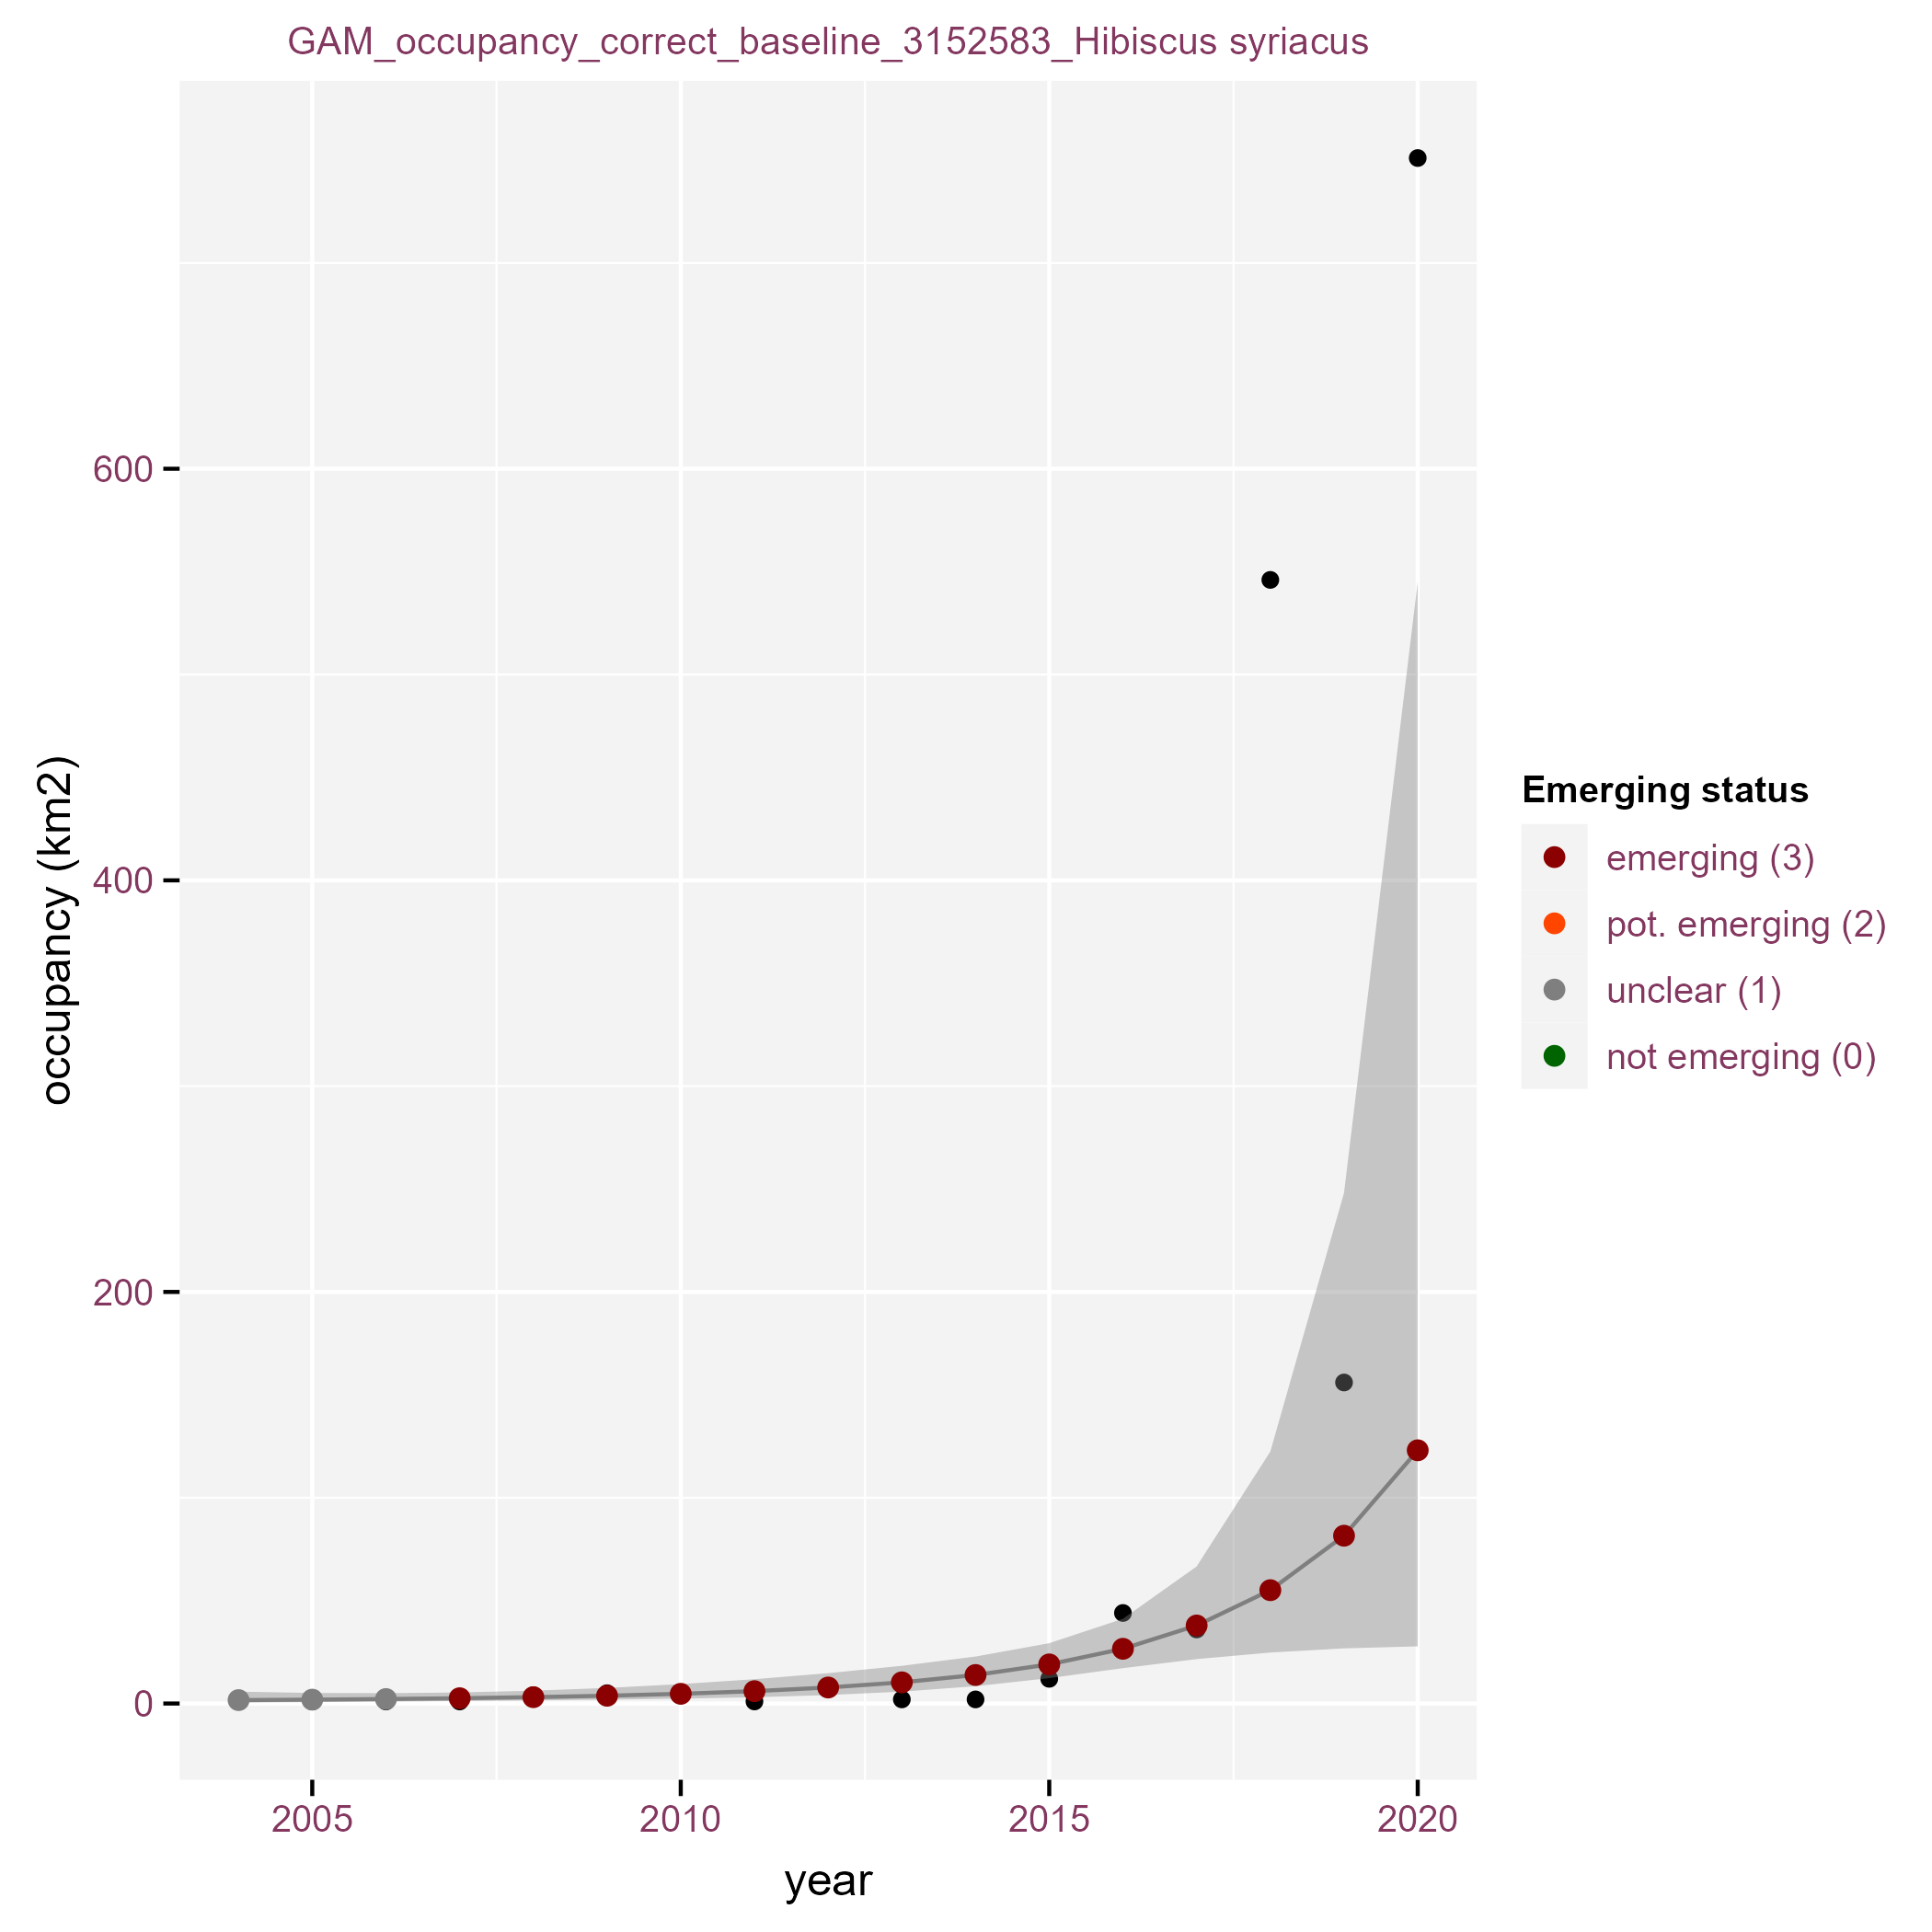 GAM_occupancy_correct_baseline_3152583_Hibiscus syriacus
occupancy (km2)
600
400
200
0
2005
2010
2015
2020
year
Emerging status
emerging (3)
pot. emerging (2)
unclear (1)
not emerging (0)